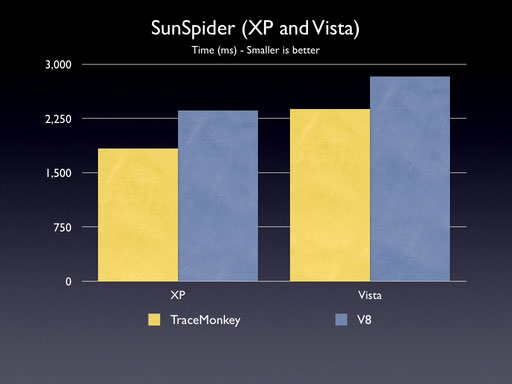 SunSpider (XP and Vista)
Time (ms) - Smaller is better
3,000
2,250
1,500
750
0
XP Vista
TraceMonkey V8